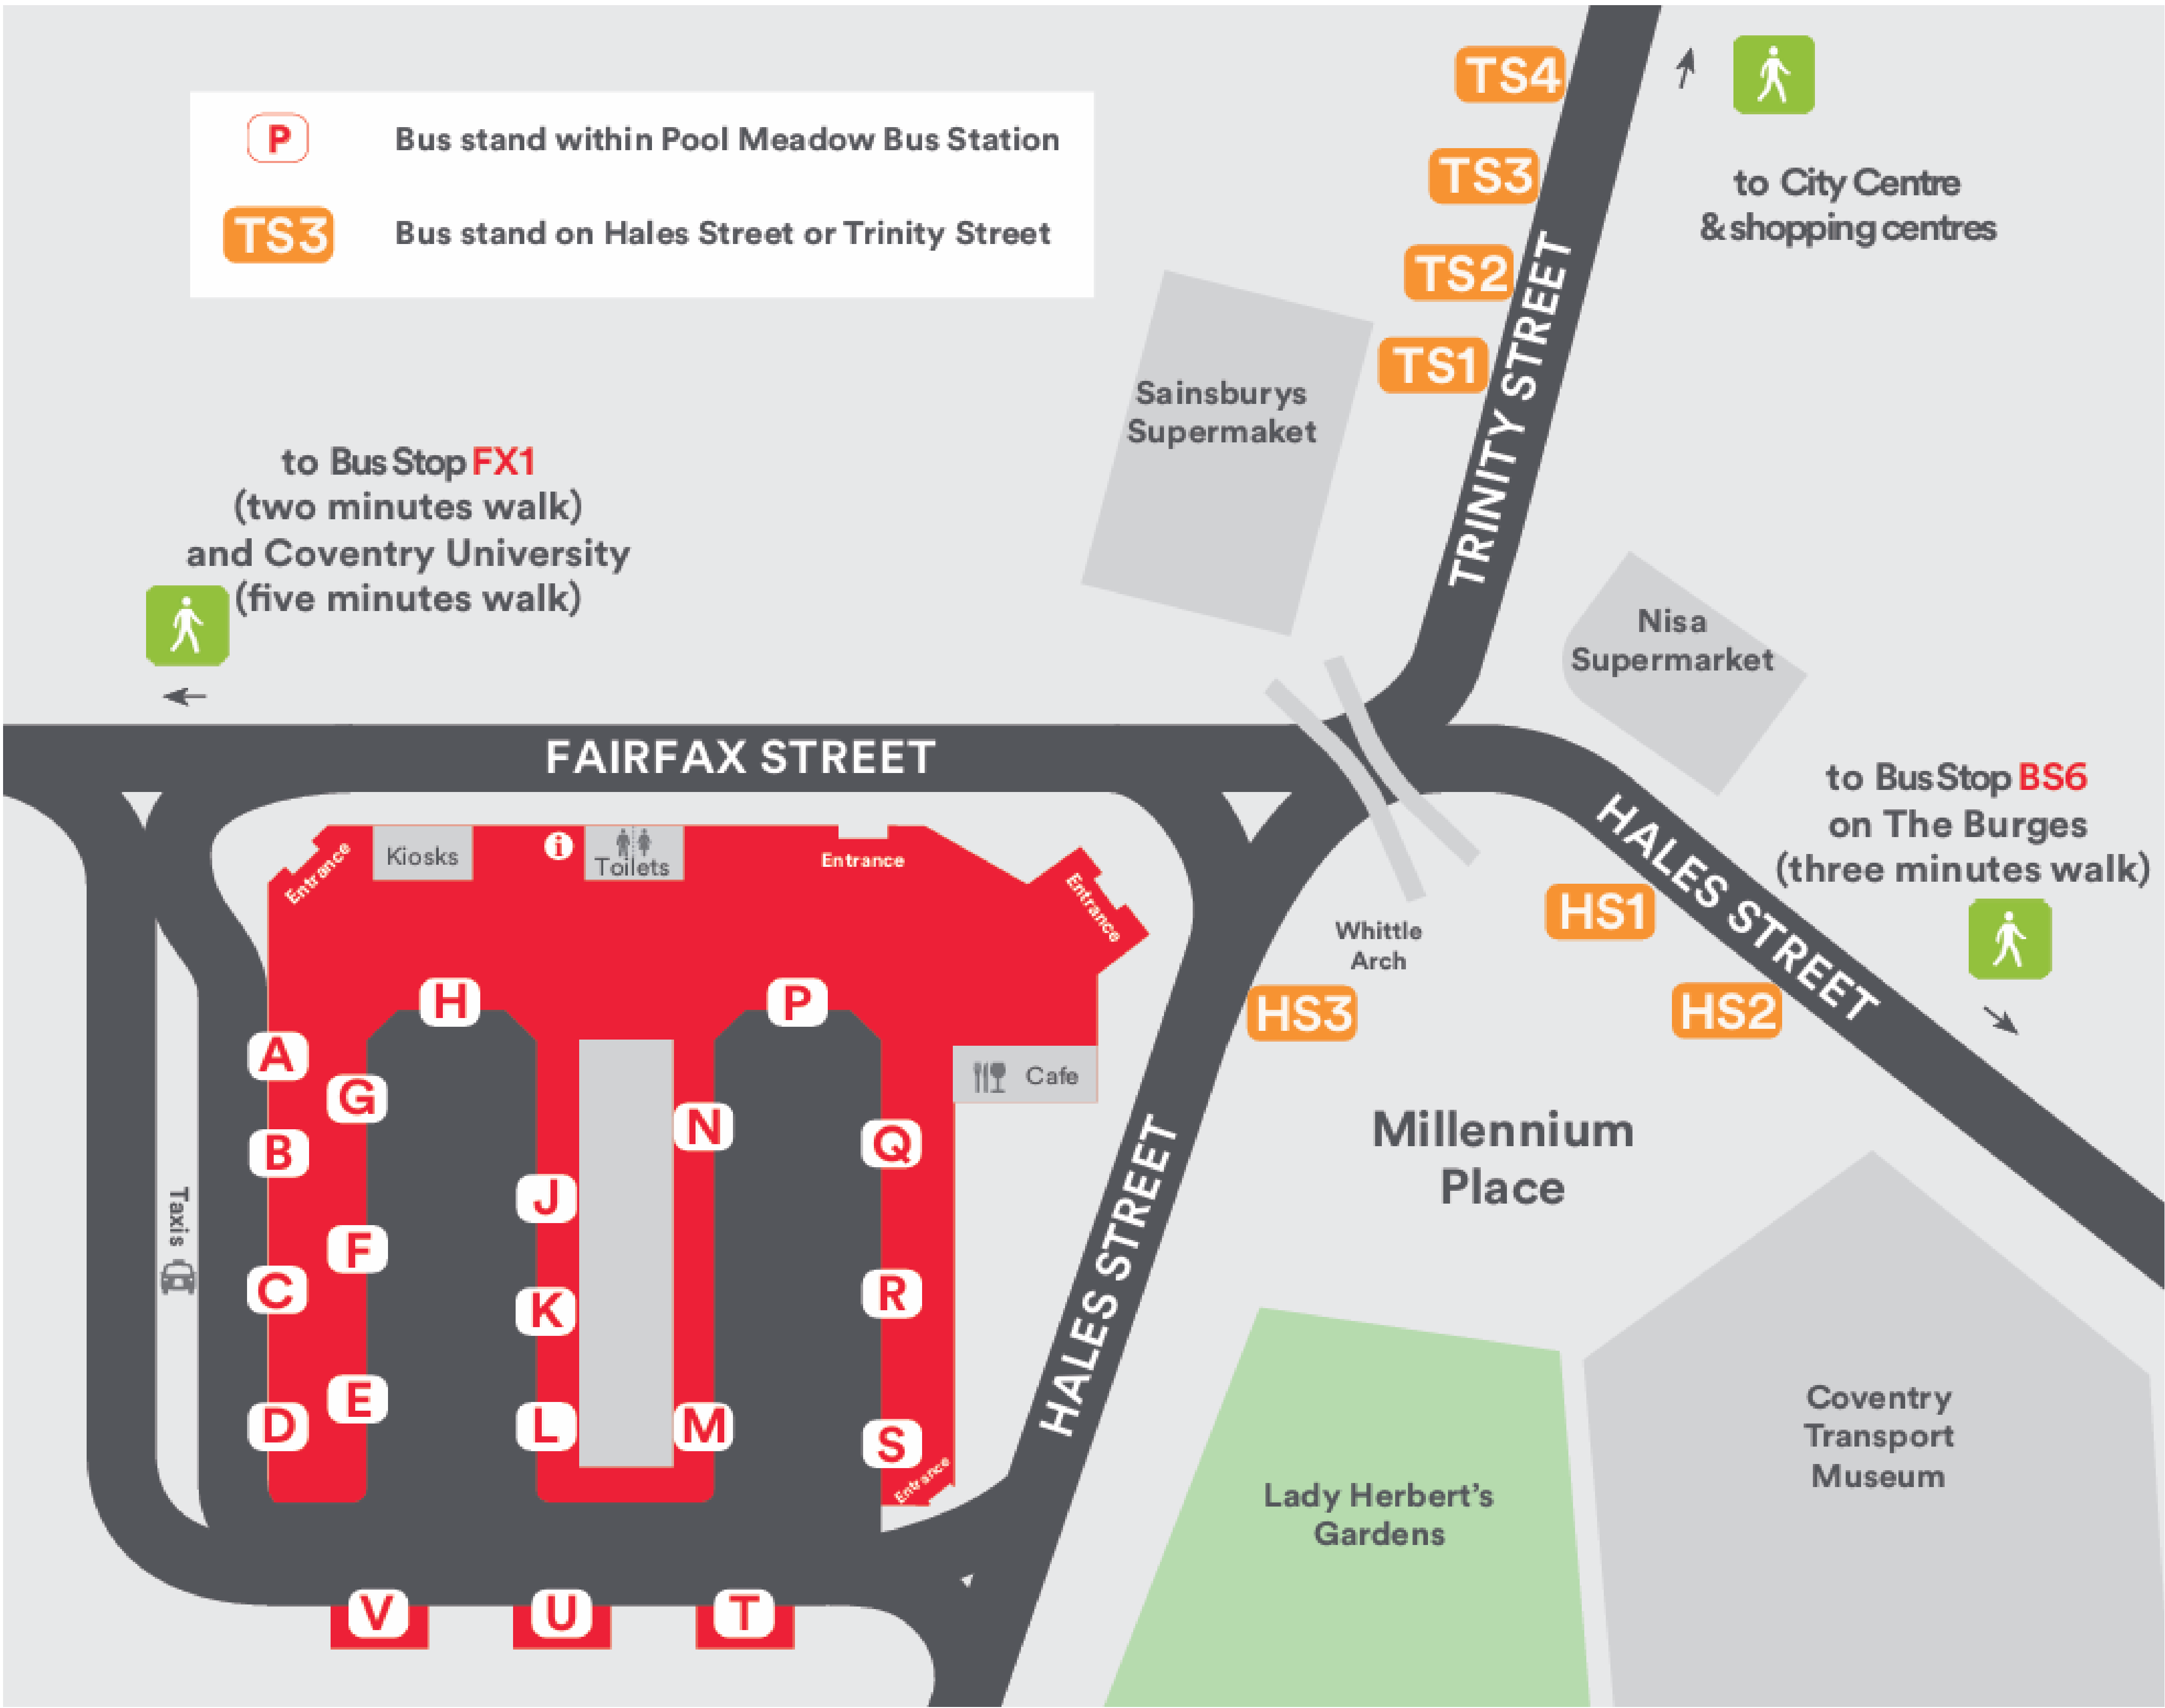 TS4
P Bus stand within Pool Meadow Bus Station
TS3
to City Centre
& shopping centres
TS3 Bus stand on Hales Street or Trinity Street
TS2
TS1
TRINITY STREET
Sainsburys
Supermaket
to Bus Stop FX1
(two minutes walk)
and Coventry University
(five minutes walk)
Nisa
Supermarket
FAIRFAX STREET
to Bus Stop BS6
on The Burges
(three minutes walk)
HALES STREET
Entrance
Kiosks
i
Toilets
Entrance
Entrance
HS1
Whittle
Arch
HS2
HS3
H
P
A
G
Cafe
B
N
Q
Millennium
Place
J
Taxis
F
C
K
R
HALES STREET
E
D
L
M
S
Entrance
Coventry
Transport
Museum
Lady Herbert's
Gardens
V
U
T